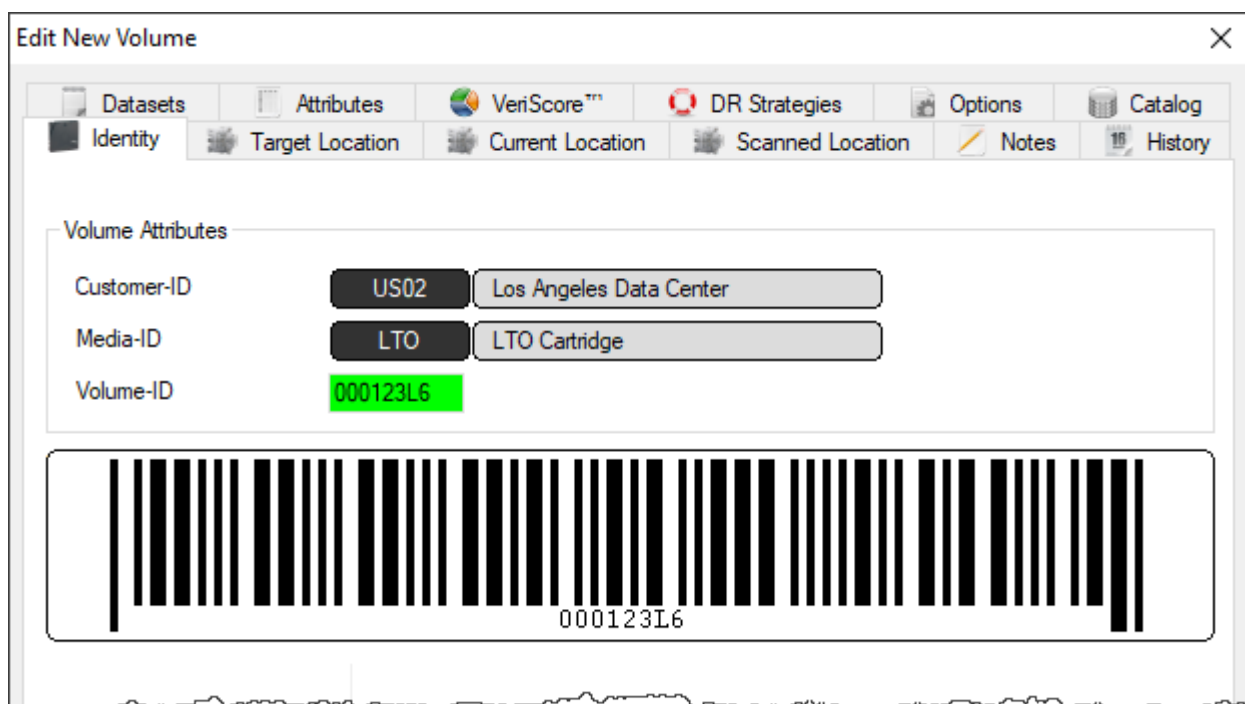 Edit New Volume
Datasets Attributes VeriScore™ DR Strategies Options Catalog
Identity Target Location Current Location Scanned Location Notes 16 History
Volume Attributes
Customer-ID US02 Los Angeles Data Center
Media-ID LTO LTO Cartridge
Volume-ID 000123L6
000123L6